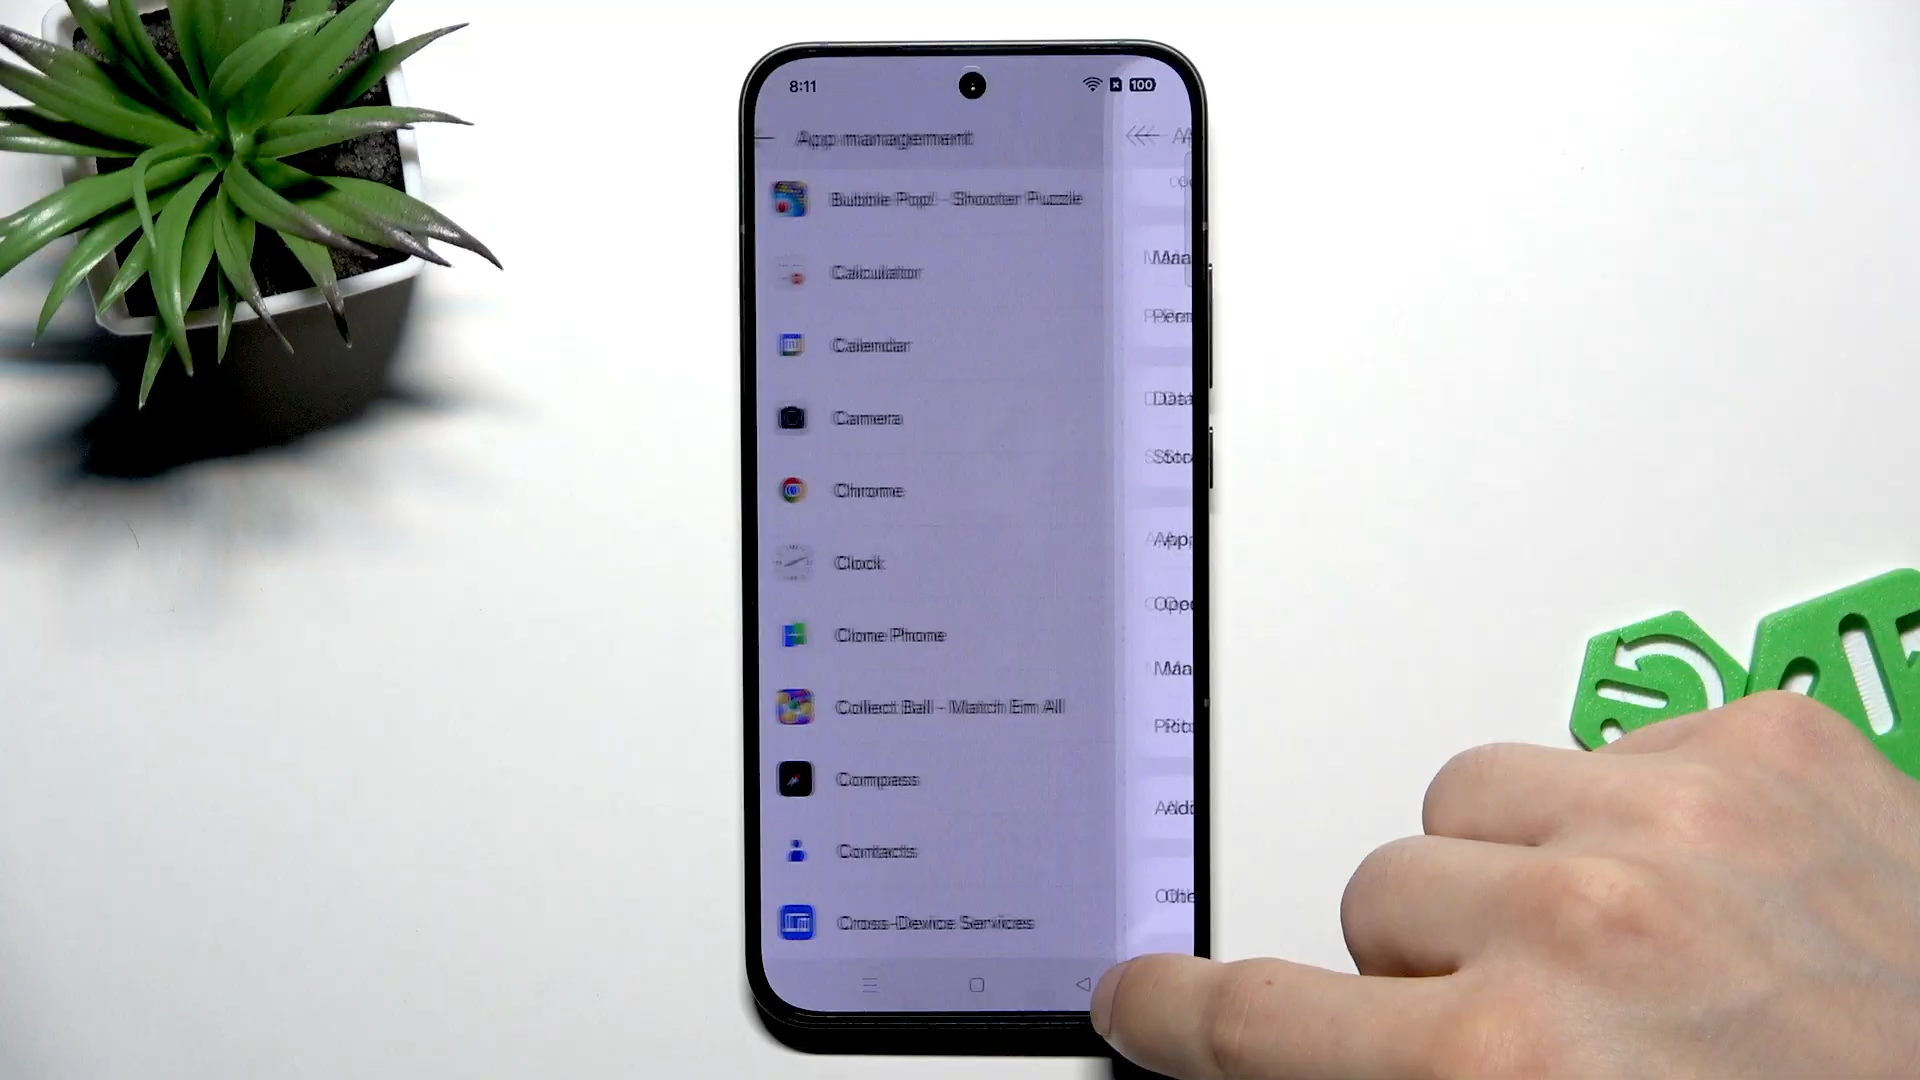 8:11
100
App management
Bubble Pop! - Shooter Puzzle
Calculator
Calendar
Camera
Chrome
Clock
Clone Phone
Collect Ball - Match Em All
Compass
Contacts
Cross-Device Services